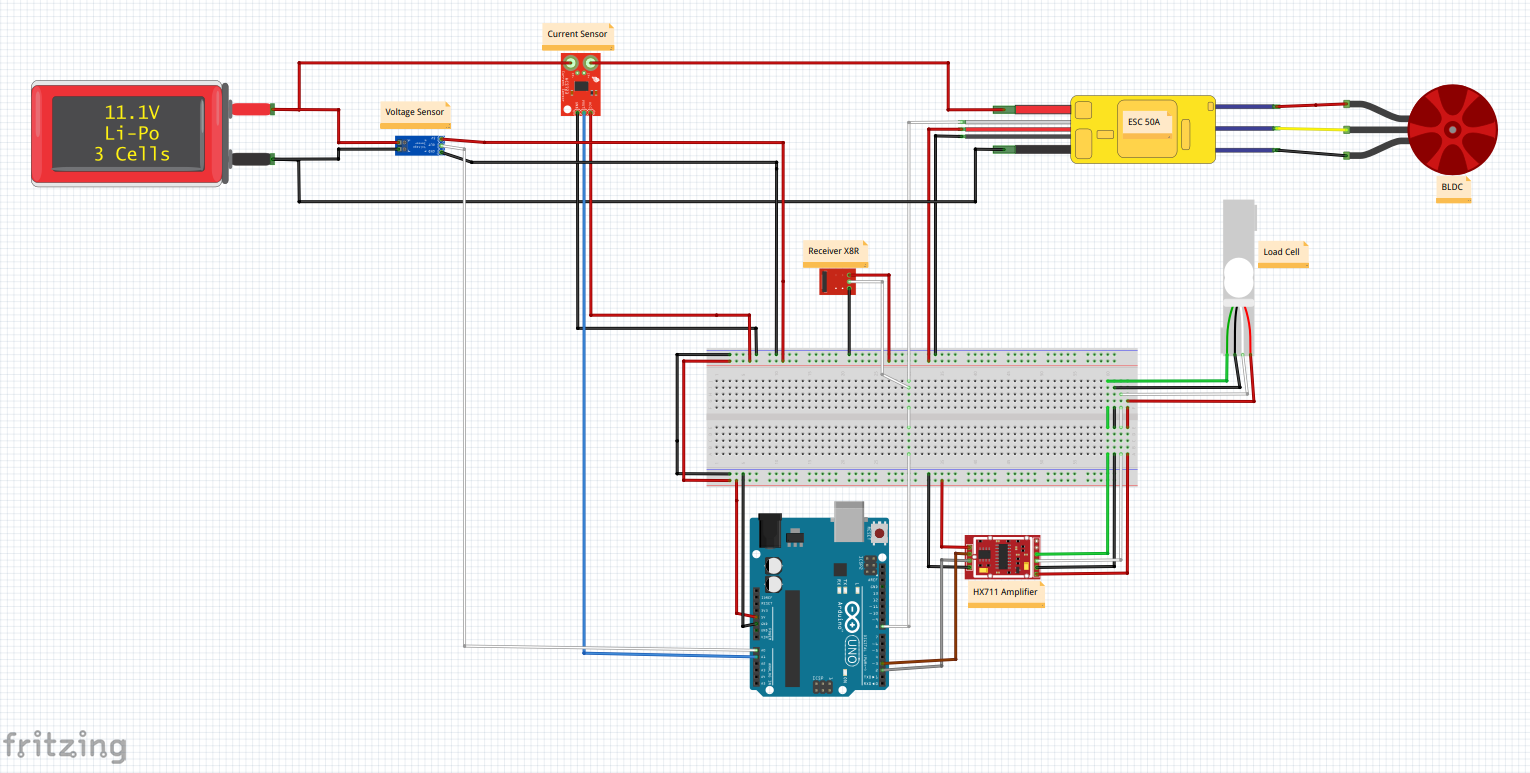 Current Sensor
11.1V
Li-Po
3 Cells
Voltage Sensor
ESC 50A
BLDC
Receiver X8R
Load Cell
HX711 Amplifier
Arduino
UNO
fritzing